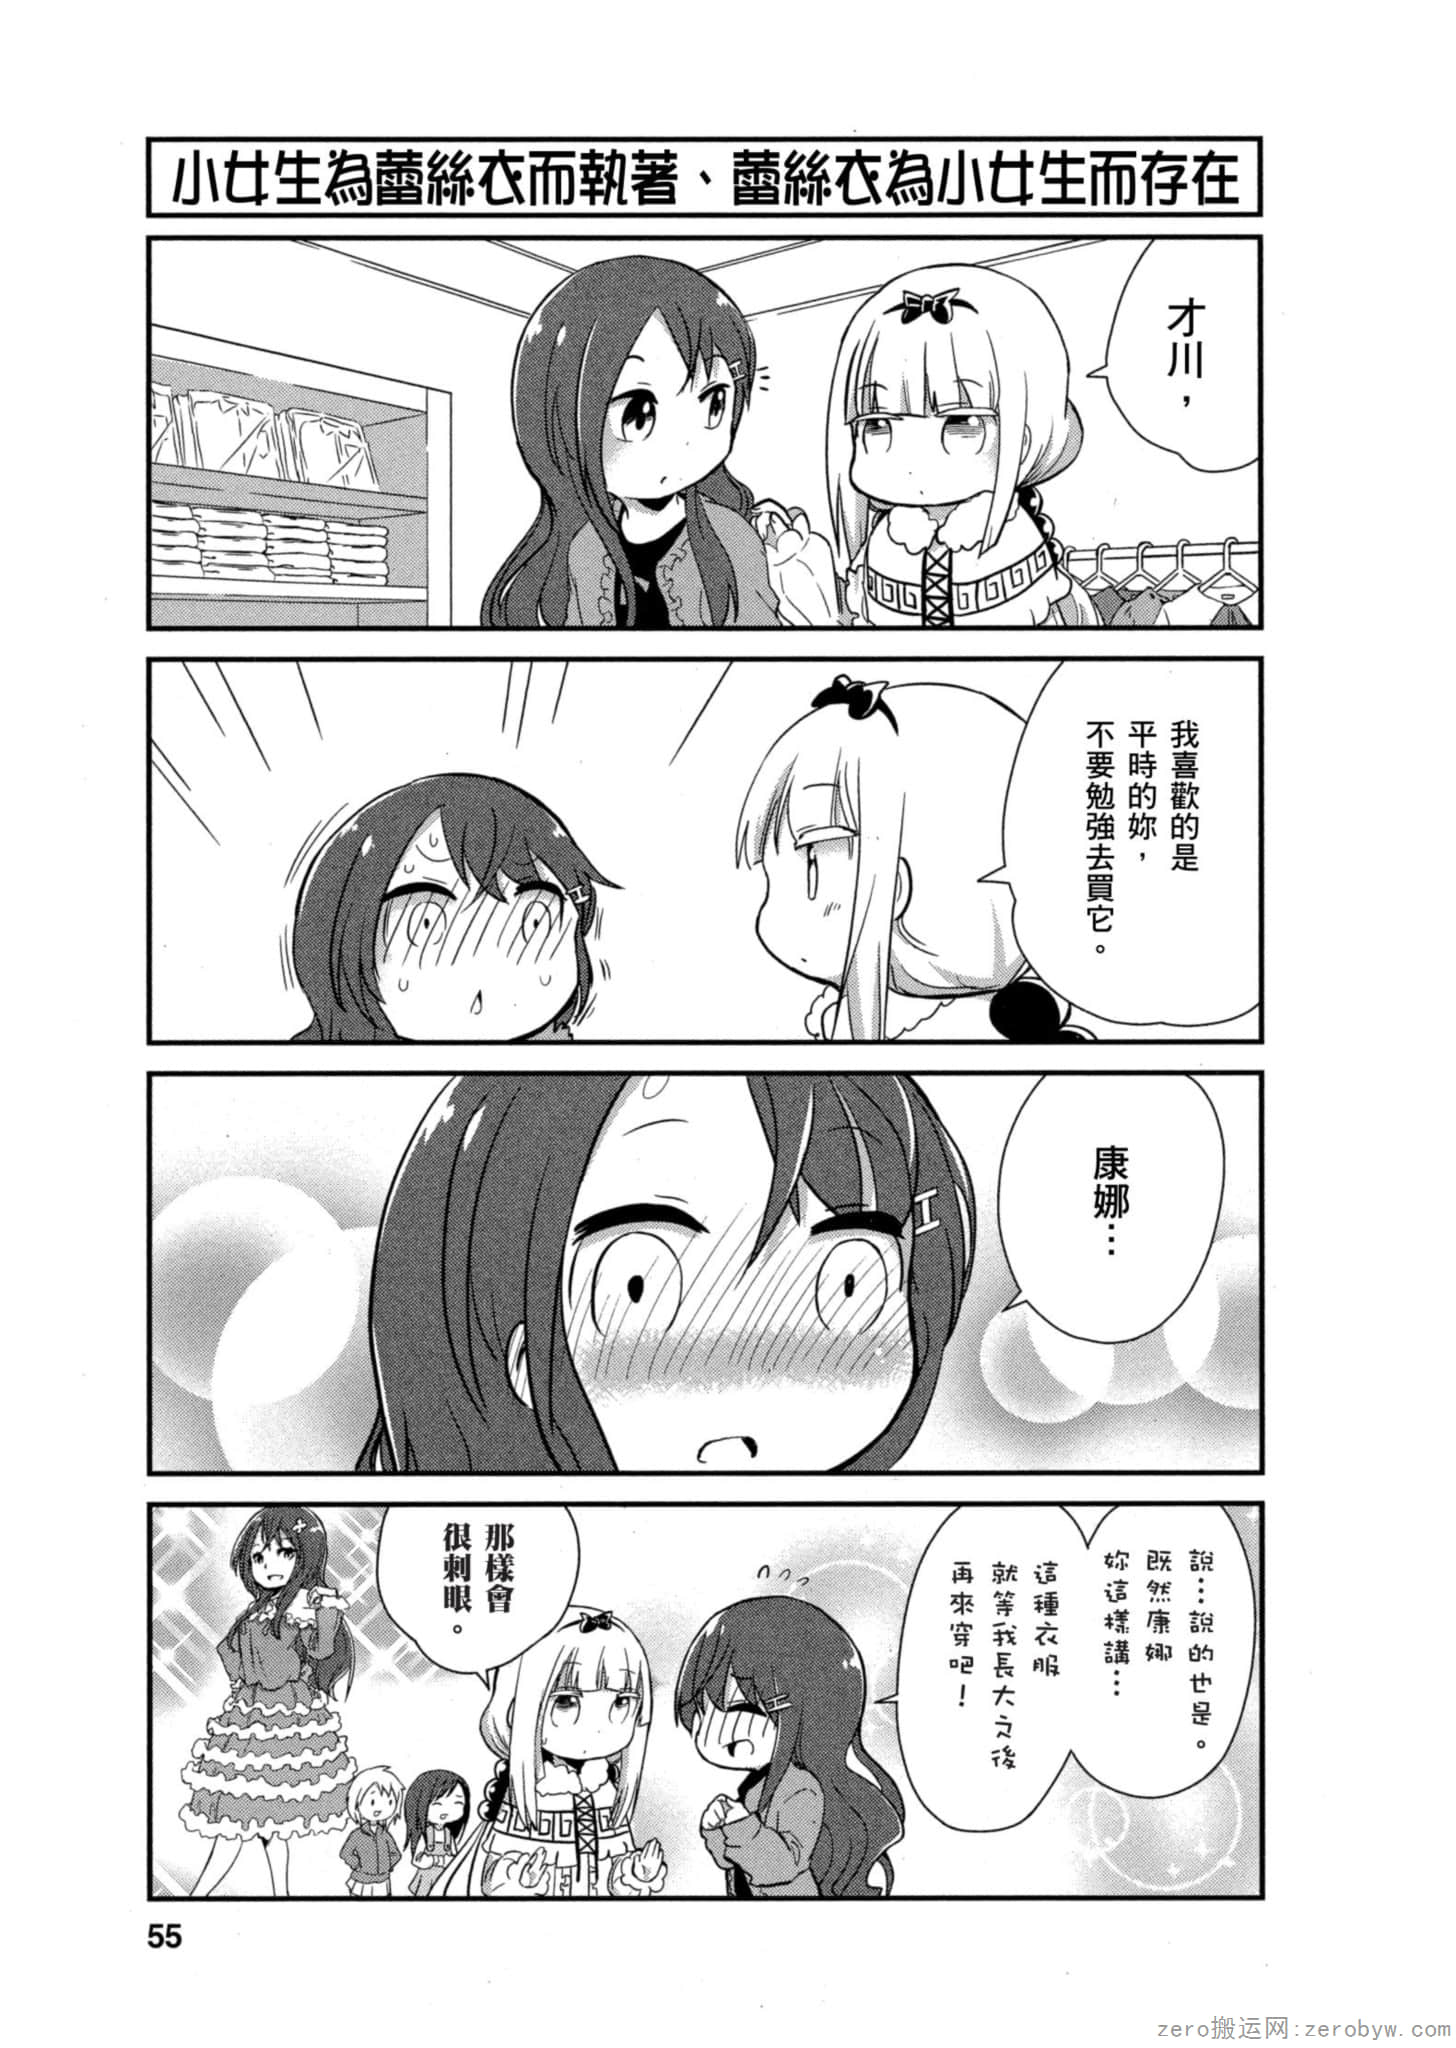 小女生為蕾絲衣而執著、蕾絲衣為小女生而存在
才川，
我喜歡的是
平時的妳，
不要勉強去買它。
康娜…
說…說的也是。
既然康娜
妳這樣講…
這種衣服
就等我長大之後
再來穿吧！
那樣會
很刺眼。
55
zero搬运网:zerobyw.com